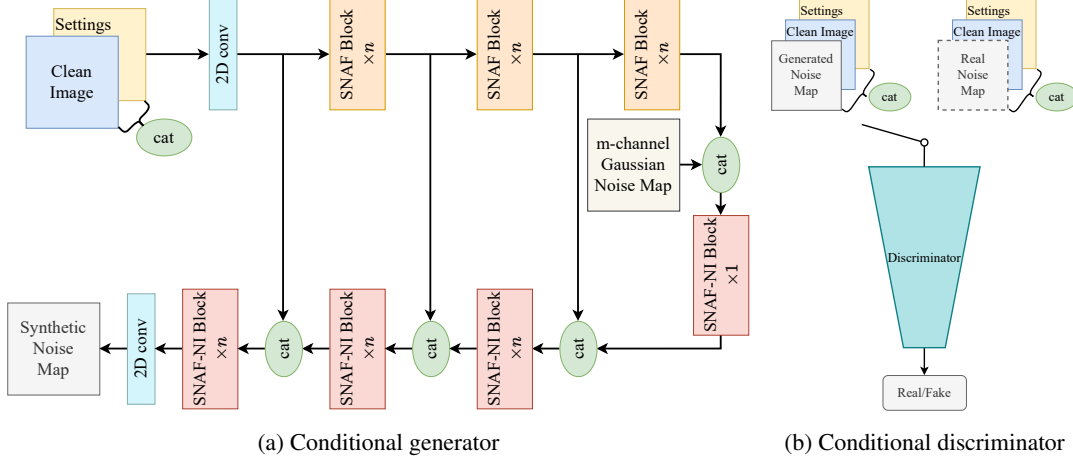 Settings
Clean
Image
cat
2D conv
SNAF Block
×n
SNAF Block
×n
SNAF Block
×n
m-channel
Gaussian
Noise Map
cat
SNAF-NI Block
×1
Synthetic
Noise
Map
2D conv
SNAF-NI Block
×n
cat
SNAF-NI Block
×n
cat
SNAF-NI Block
×n
cat
(a) Conditional generator
Settings
Clean Image
Generated
Noise
Map
cat
Settings
Clean Image
Real
Noise
Map
cat
Discriminator
Real/Fake
(b) Conditional discriminator